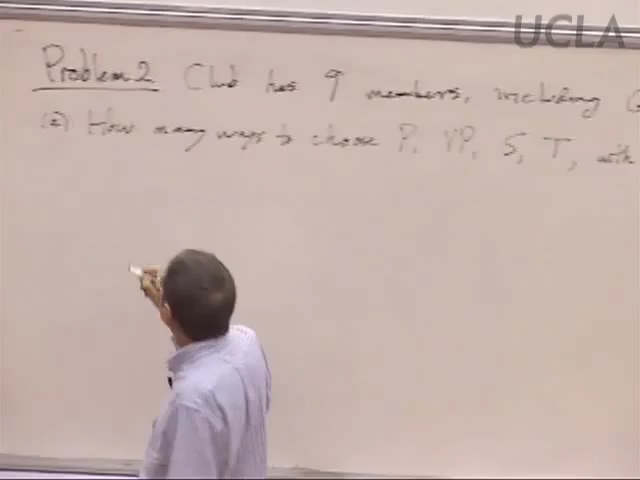 UCLA
Problem 2 Club has 9 members, including
(a) How many ways to choose P, VP, S, T, with